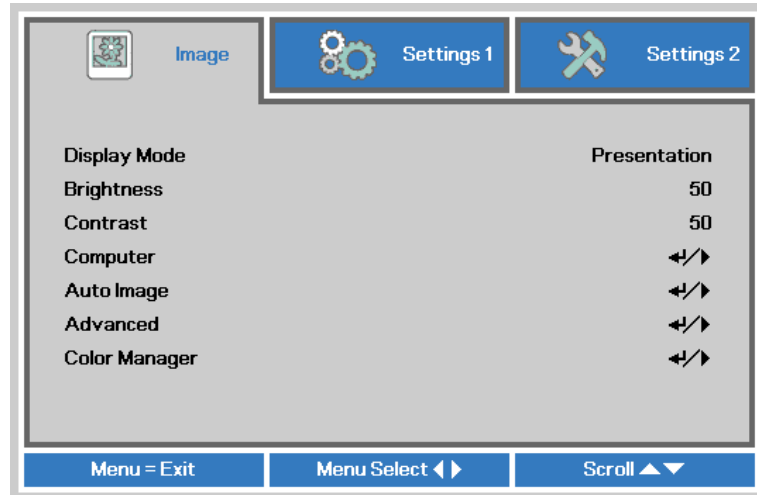 Image Settings 1 Settings 2
Display Mode Presentation
Brightness 50
Contrast 50
Computer
Auto Image
Advanced
Color Manager
Menu = Exit Menu Select Scroll